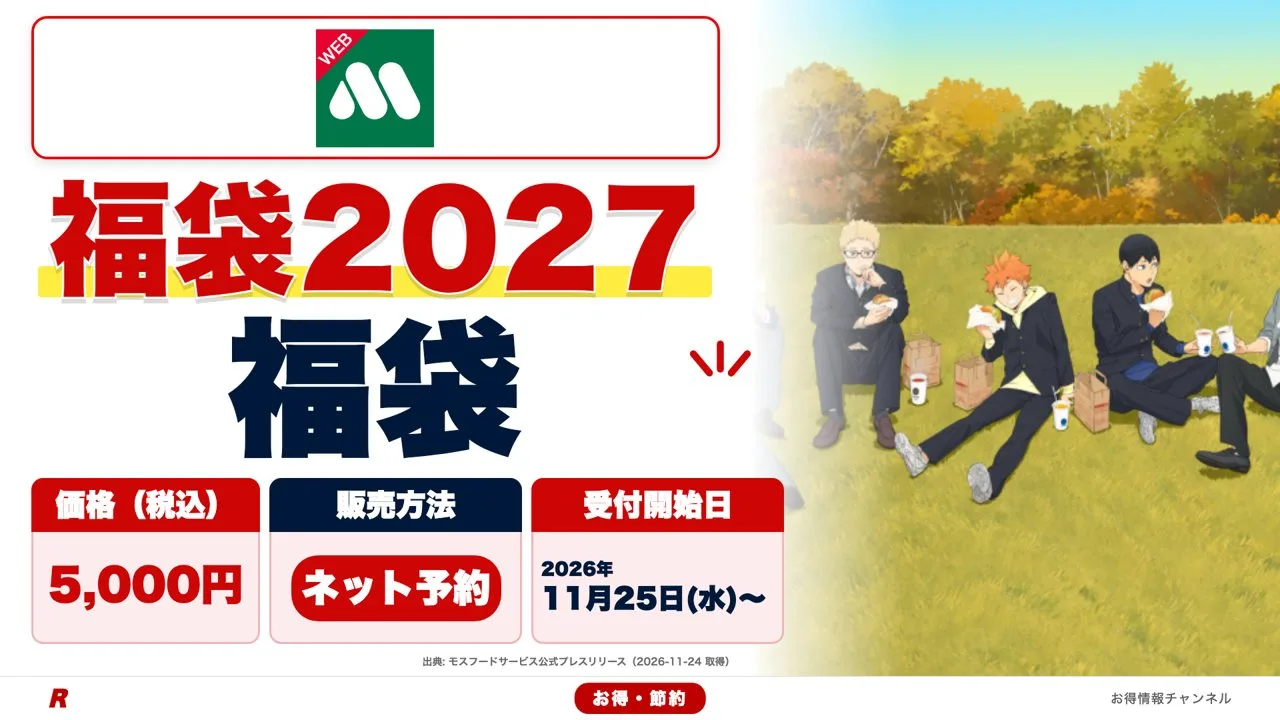 WEB
福袋2027
福袋
価格（税込）
5,000円
販売方法
ネット予約
受付開始日
2026年
11月25日(水)〜
出典: モスフードサービス公式プレスリリース（2026-11-24 取得）
R
お得・節約
お得情報チャンネル